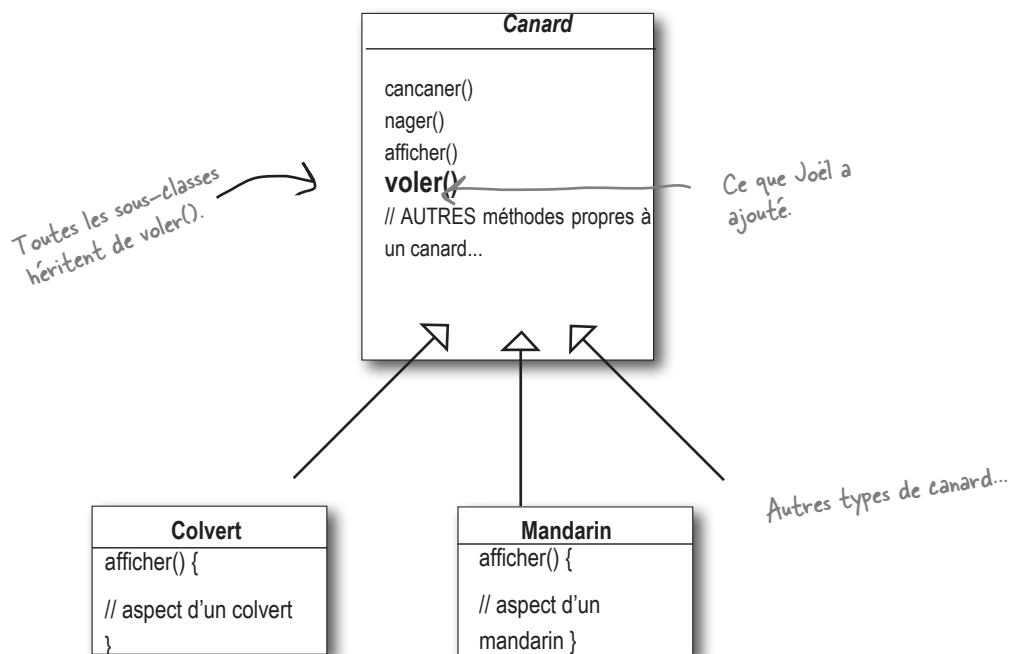 Canard
cancaner()
nager()
afficher()
voler()
// AUTRES méthodes propres à
un canard...
Toutes les sous-classes
héritent de voler().
Ce que Joël a
ajouté.
Autres types de canard...
Colvert
afficher() {
// aspect d'un colvert
}
Mandarin
afficher() {
// aspect d'un
mandarin }